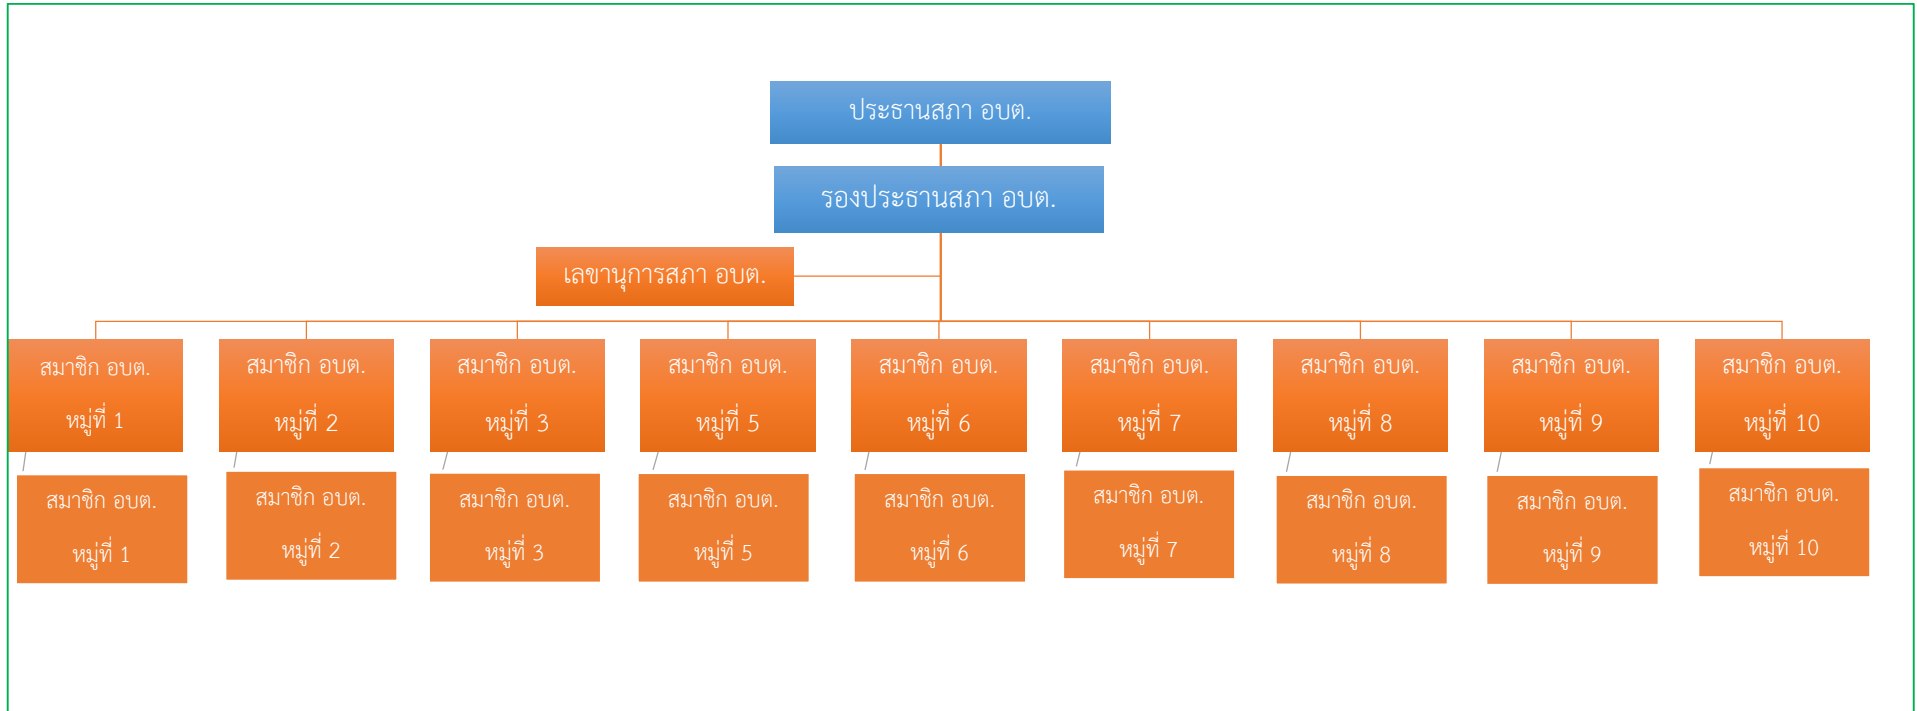 ประธานสภา อบต.
รองประธานสภา อบต.
เลขานุการสภา อบต.
สมาชิก อบต.
หมู่ที่ 1
สมาชิก อบต.
หมู่ที่ 2
สมาชิก อบต.
หมู่ที่ 3
สมาชิก อบต.
หมู่ที่ 5
สมาชิก อบต.
หมู่ที่ 6
สมาชิก อบต.
หมู่ที่ 7
สมาชิก อบต.
หมู่ที่ 8
สมาชิก อบต.
หมู่ที่ 9
สมาชิก อบต.
หมู่ที่ 10
สมาชิก อบต.
หมู่ที่ 1
สมาชิก อบต.
หมู่ที่ 2
สมาชิก อบต.
หมู่ที่ 3
สมาชิก อบต.
หมู่ที่ 5
สมาชิก อบต.
หมู่ที่ 6
สมาชิก อบต.
หมู่ที่ 7
สมาชิก อบต.
หมู่ที่ 8
สมาชิก อบต.
หมู่ที่ 9
สมาชิก อบต.
หมู่ที่ 10